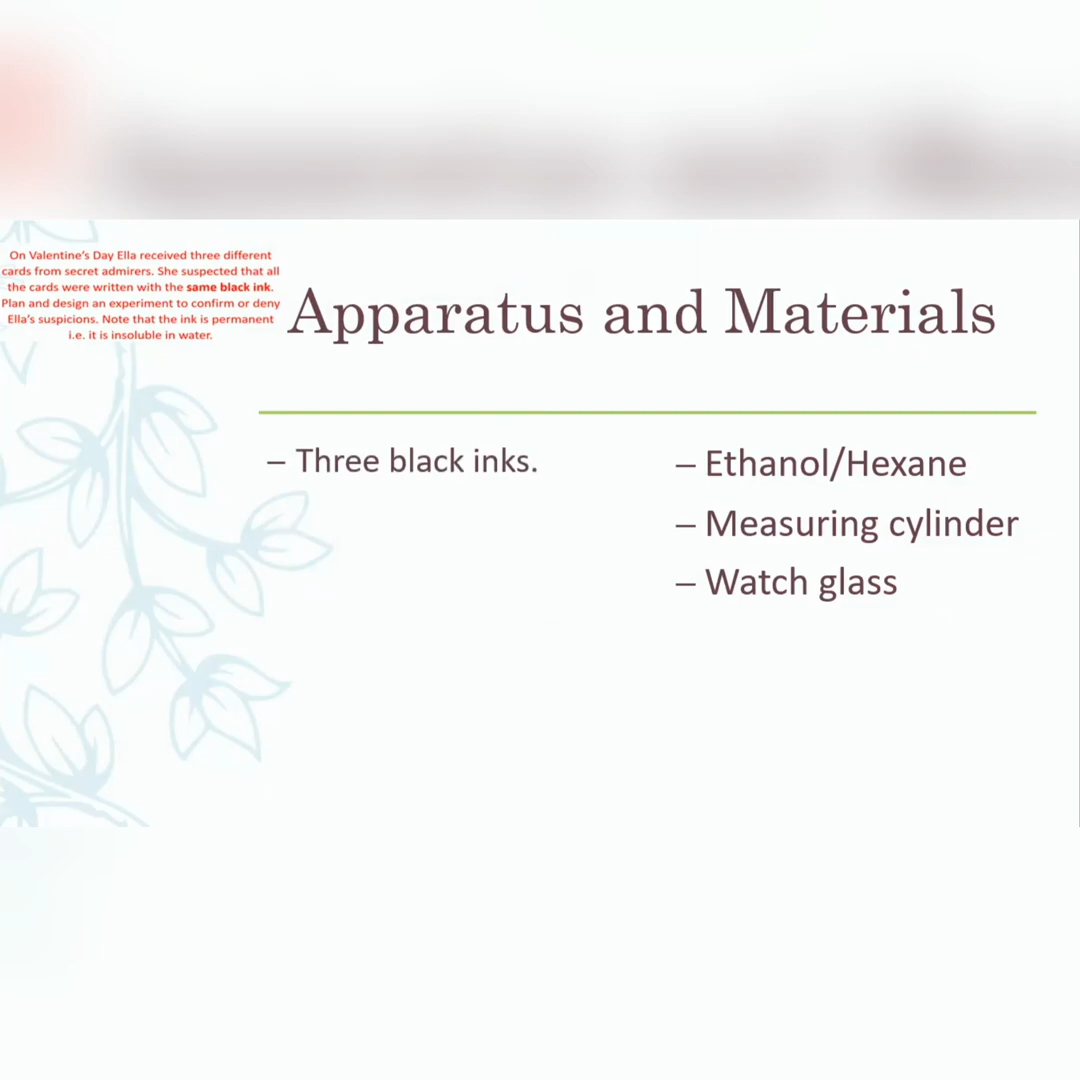 On Valentine's Day Ella received three different
cards from secret admirers. She suspected that all
the cards were written with the same black ink.
Plan and design an experiment to confirm or deny
Ella's suspicions. Note that the ink is permanent
i.e. it is insoluble in water.
Apparatus and Materials
– Three black inks.
– Ethanol/Hexane
– Measuring cylinder
– Watch glass